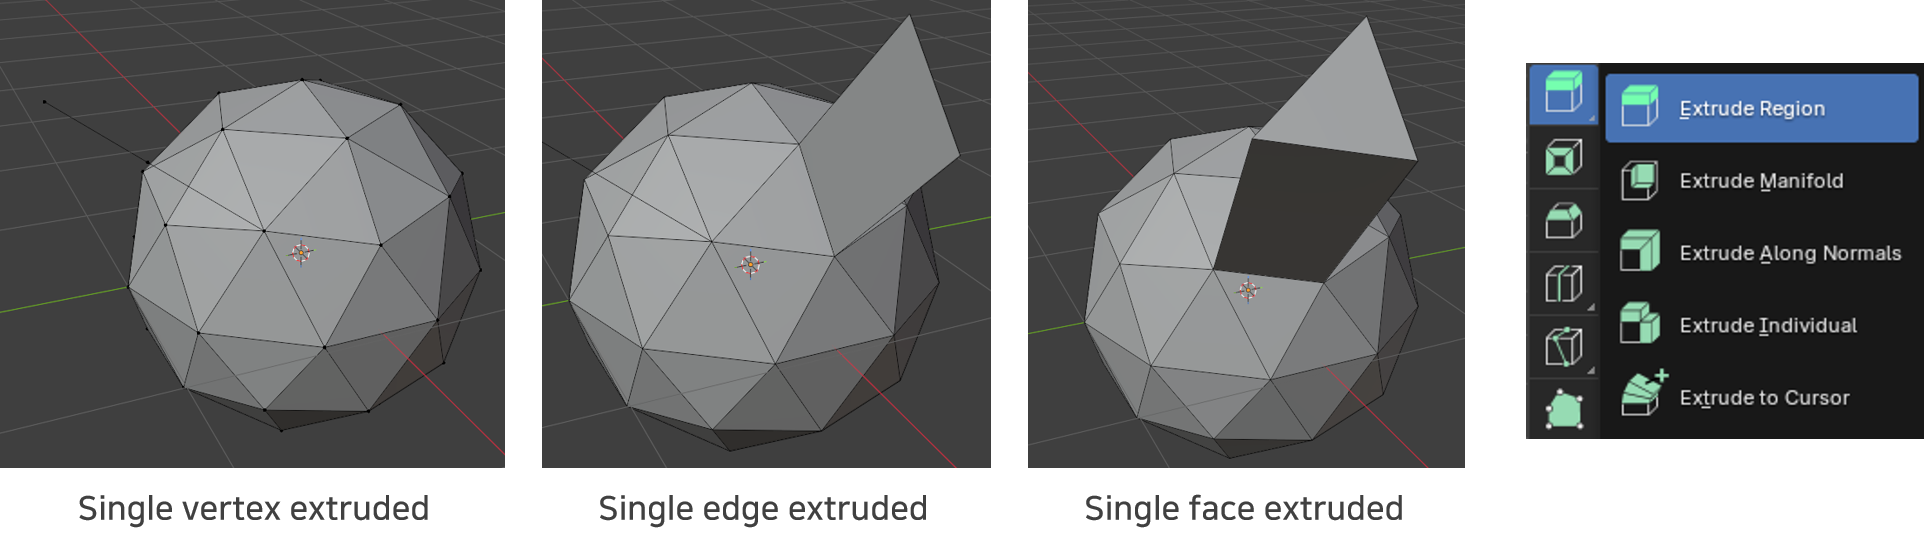 Extrude Region
Extrude Manifold
Extrude Along Normals
Extrude Individual
Extrude to Cursor
Single vertex extruded
Single edge extruded
Single face extruded